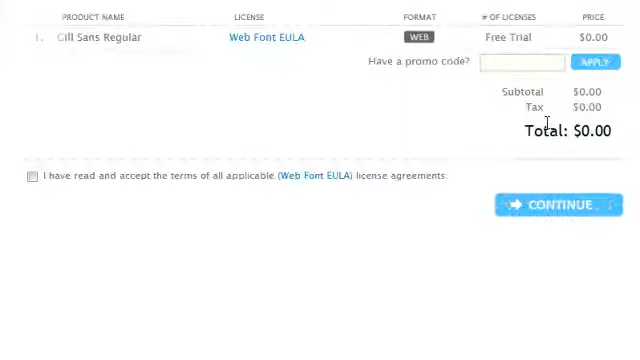 PRODUCT NAME LICENSE FORMAT # OF LICENSES PRICE
1. Gill Sans Regular Web Font EULA WEB Free Trial $0.00
Have a promo code? APPLY
Subtotal $0.00
Tax $0.00
Total: $0.00
I have read and accept the terms of all applicable (Web Font EULA) license agreements.
CONTINUE